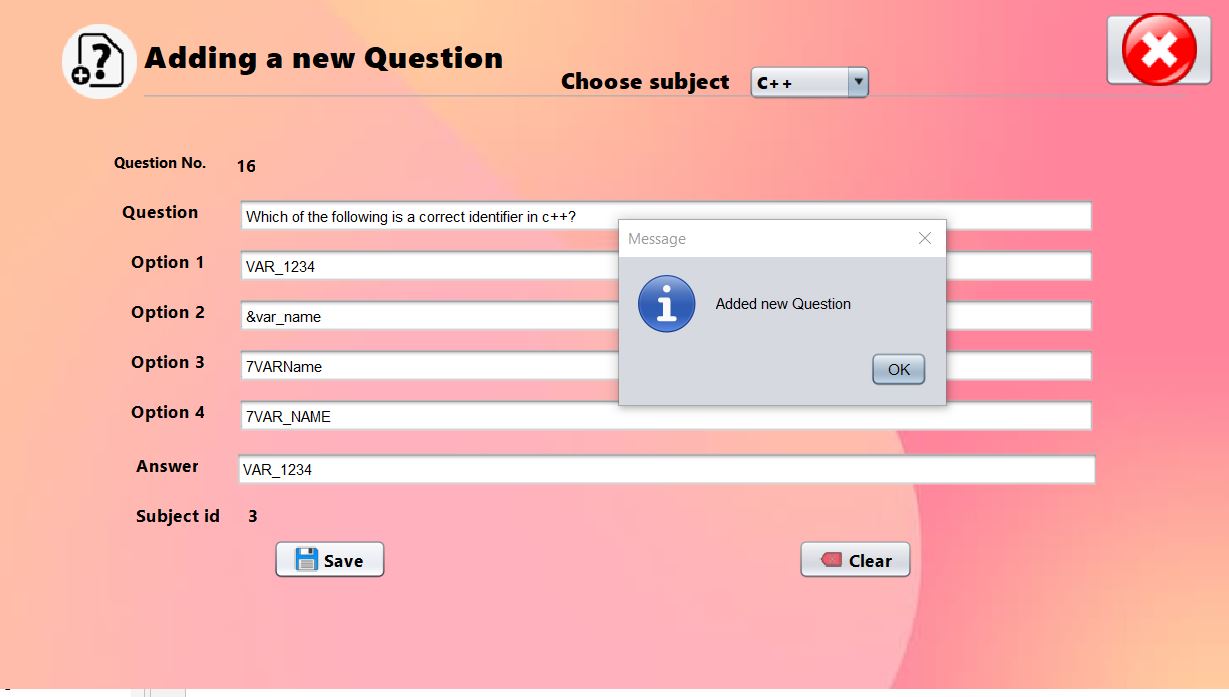 Adding a new Question
Choose subject C++
Question No. 16
Question Which of the following is a correct identifier in c++?
Option 1 VAR_1234
Option 2 &var_name
Option 3 7VARName
Option 4 7VAR_NAME
Answer VAR_1234
Subject id 3
Save Clear
Message
Added new Question
OK